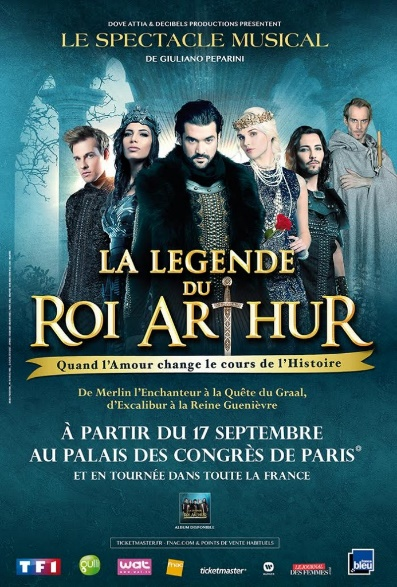 DOVE ATTIA & DECIBELS PRODUCTIONS PRESENTENT
LE SPECTACLE MUSICAL
DE GIULIANO PEPARINI
LA LEGENDE
DU
ROI ARTHUR
Quand l'Amour change le cours de l'Histoire
De Merlin l'Enchanteur à la Quête du Graal,
d'Excalibur à la Reine Guenièvre
À PARTIR DU 17 SEPTEMBRE
AU PALAIS DES CONGRÈS DE PARIS
ET EN TOURNÉE DANS TOUTE LA FRANCE
ROI ARTHUR
ALBUM DISPONIBLE
TICKETMASTER.FR - FNAC.COM & POINTS DE VENTE HABITUELS
TF1
gulli
wat
fnac
ticketmaster
LE JOURNAL
DES FEMMES
france
bleu